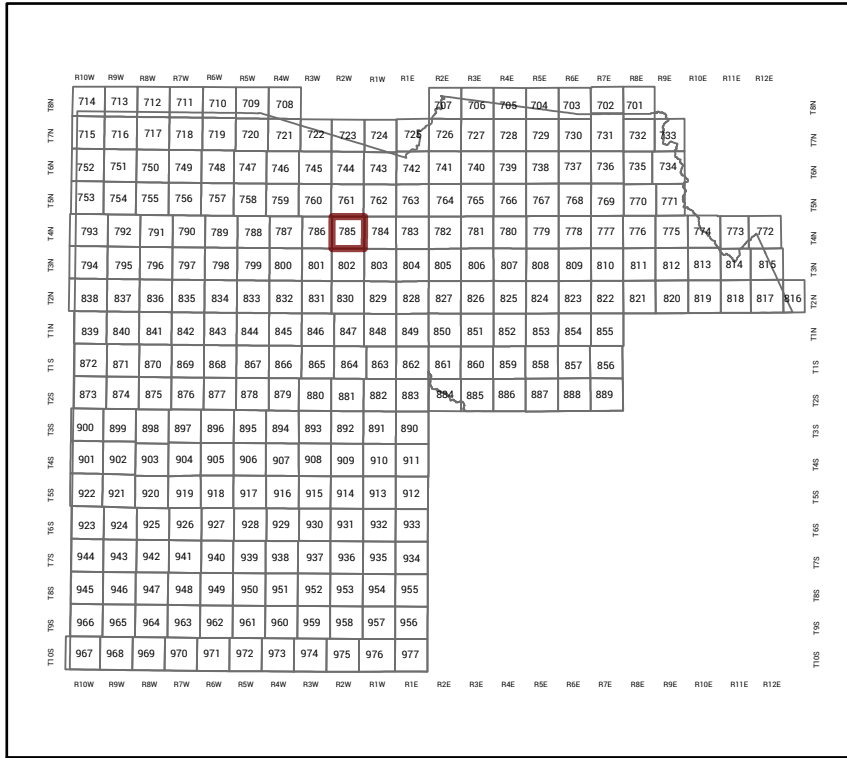 R10W R9W R8W R7W R6W R5W R4W R3W R2W R1W R1E R2E R3E R4E R5E R6E R7E R8E R9E R10E R11E R12E
T8N 714 713 712 711 710 709 708 707 706 705 704 703 702 701 T8N
T7N 715 716 717 718 719 720 721 722 723 724 725 726 727 728 729 730 731 732 733 T7N
T6N 752 751 750 749 748 747 746 745 744 743 742 741 740 739 738 737 736 735 734 T6N
T5N 753 754 755 756 757 758 759 760 761 762 763 764 765 766 767 768 769 770 771 T5N
T4N 793 792 791 790 789 788 787 786 785 784 783 782 781 780 779 778 777 776 775 774 773 772 T4N
T3N 794 795 796 797 798 799 800 801 802 803 804 805 806 807 808 809 810 811 812 813 814 815 T3N
T2N 838 837 836 835 834 833 832 831 830 829 828 827 826 825 824 823 822 821 820 819 818 817 816 T2N
T1N 839 840 841 842 843 844 845 846 847 848 849 850 851 852 853 854 855 T1N
T1S 872 871 870 869 868 867 866 865 864 863 862 861 860 859 858 857 856 T1S
T2S 873 874 875 876 877 878 879 880 881 882 883 884 885 886 887 888 889 T2S
T3S 900 899 898 897 896 895 894 893 892 891 890 T3S
T4S 901 902 903 904 905 906 907 908 909 910 911 T4S
T5S 922 921 920 919 918 917 916 915 914 913 912 T5S
T6S 923 924 925 926 927 928 929 930 931 932 933 T6S
T7S 944 943 942 941 940 939 938 937 936 935 934 T7S
T8S 945 946 947 948 949 950 951 952 953 954 955 T8S
T9S 966 965 964 963 962 961 960 959 958 957 956 T9S
T10S 967 968 969 970 971 972 973 974 975 976 977 T10S
R10W R9W R8W R7W R6W R5W R4W R3W R2W R1W R1E R2E R3E R4E R5E R6E R7E R8E R9E R10E R11E R12E